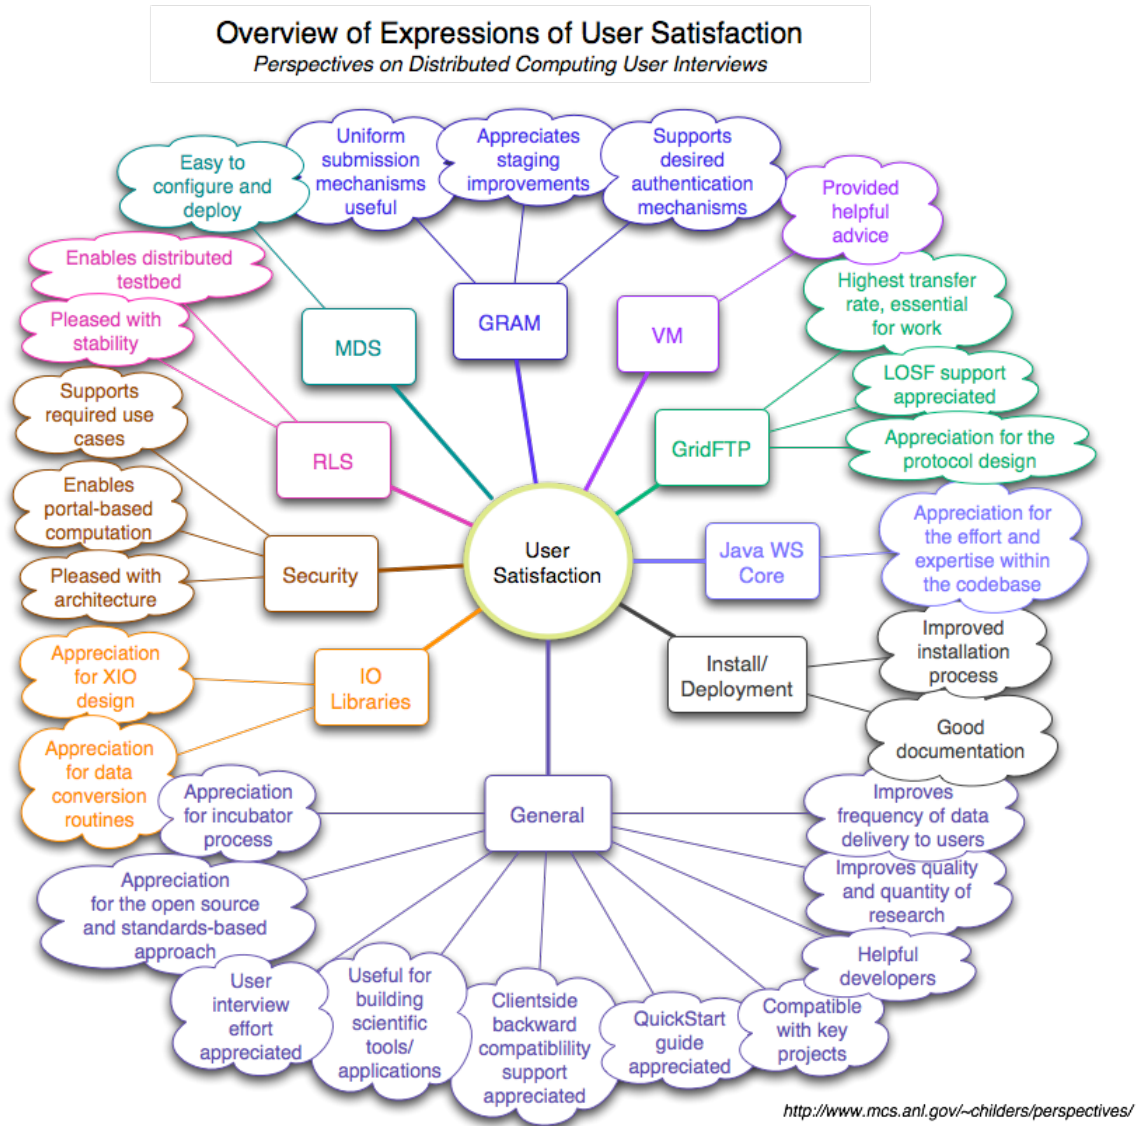 Overview of Expressions of User Satisfaction
Perspectives on Distributed Computing User Interviews
Easy to
configure and
deploy
Uniform
submission
mechanisms
useful
Appreciates
staging
improvements
Supports
desired
authentication
mechanisms
Provided
helpful
advice
Enables distributed
testbed
Pleased with
stability
MDS
GRAM
VM
Highest transfer
rate, essential
for work
LOSF support
appreciated
Appreciation for the
protocol design
Supports
required use
cases
RLS
GridFTP
Enables
portal-based
computation
Pleased with
architecture
Security
User
Satisfaction
Java WS
Core
Appreciation for
the effort and
expertise within
the codebase
Appreciation
for XIO
design
IO
Libraries
Install/
Deployment
Improved
installation
process
Good
documentation
Appreciation
for data
conversion
routines
Appreciation
for incubator
process
General
Improves
frequency of data
delivery to users
Improves quality
and quantity of
research
Appreciation
for the open source
and standards-based
approach
Helpful
developers
User
interview
effort
appreciated
Useful for
building
scientific
tools/
applications
Clientside
backward
compatiblility
support
appreciated
QuickStart
guide
appreciated
Compatible
with key
projects
http://www.mcs.anl.gov/~childers/perspectives/